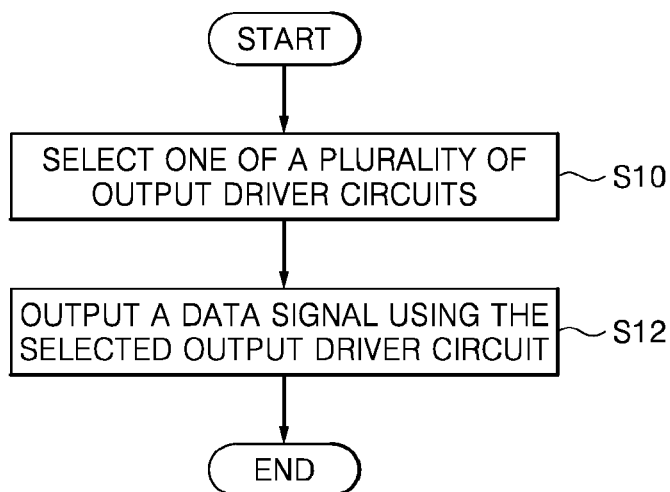 START
SELECT ONE OF A PLURALITY OF
OUTPUT DRIVER CIRCUITS
S10
OUTPUT A DATA SIGNAL USING THE
SELECTED OUTPUT DRIVER CIRCUIT
S12
END